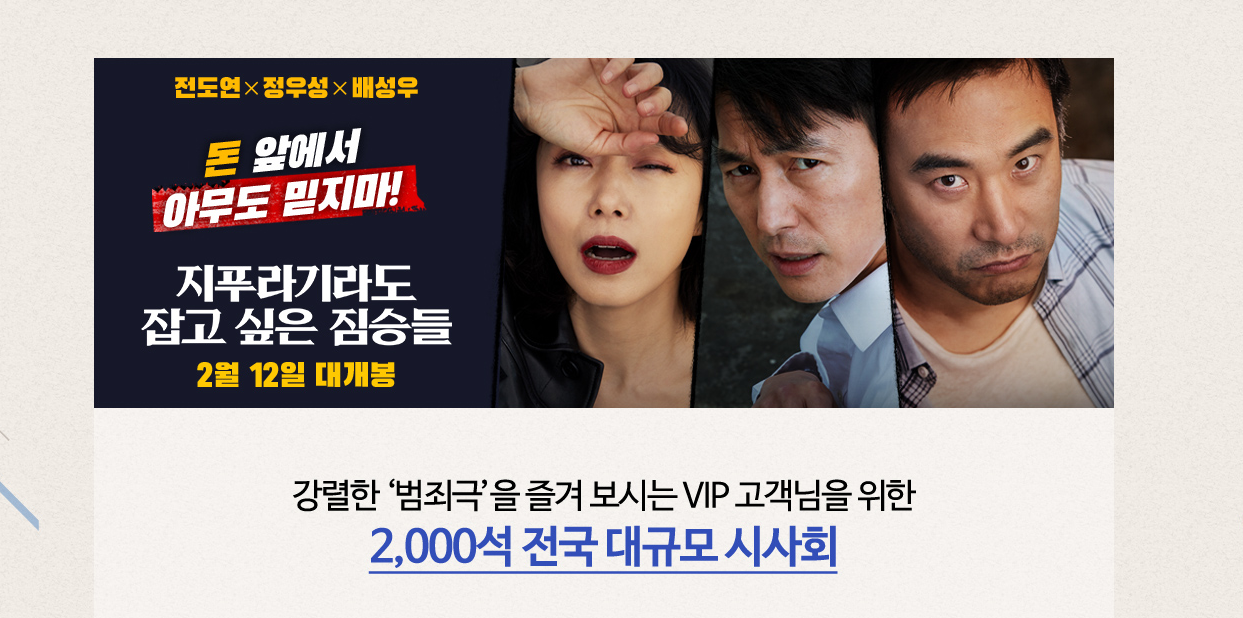 전도연×정우성×배성우
돈 앞에서
아무도 믿지마!
지푸라기라도
잡고 싶은 짐승들
2월 12일 대개봉
강렬한 ‘범죄극’을 즐겨 보시는 VIP 고객님을 위한
2,000석 전국 대규모 시사회